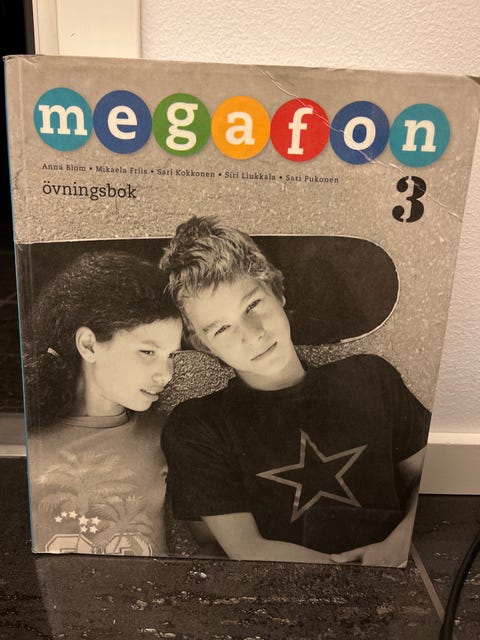 megafon
Anna Blom • Mikaela Friis • Sari Kokkonen • Siri Liukkala • Sari Pukonen
övningsbok
3